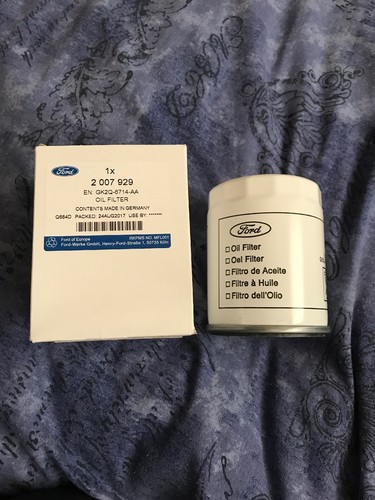 Ford
1x
2 007 929
EN: GK2Q-6714-AA
OIL FILTER
CONTENTS MADE IN GERMANY
Q684D PACKED: 24AUG2017 USE BY: *******
Ford of Europe
Ford-Werke GmbH, Henry-Ford-Strasse 1, 50735 Köln
Ford
Oil Filter
Oel Filter
Filtro de Aceite
Filtre à Huile
Filtro dell'Olio